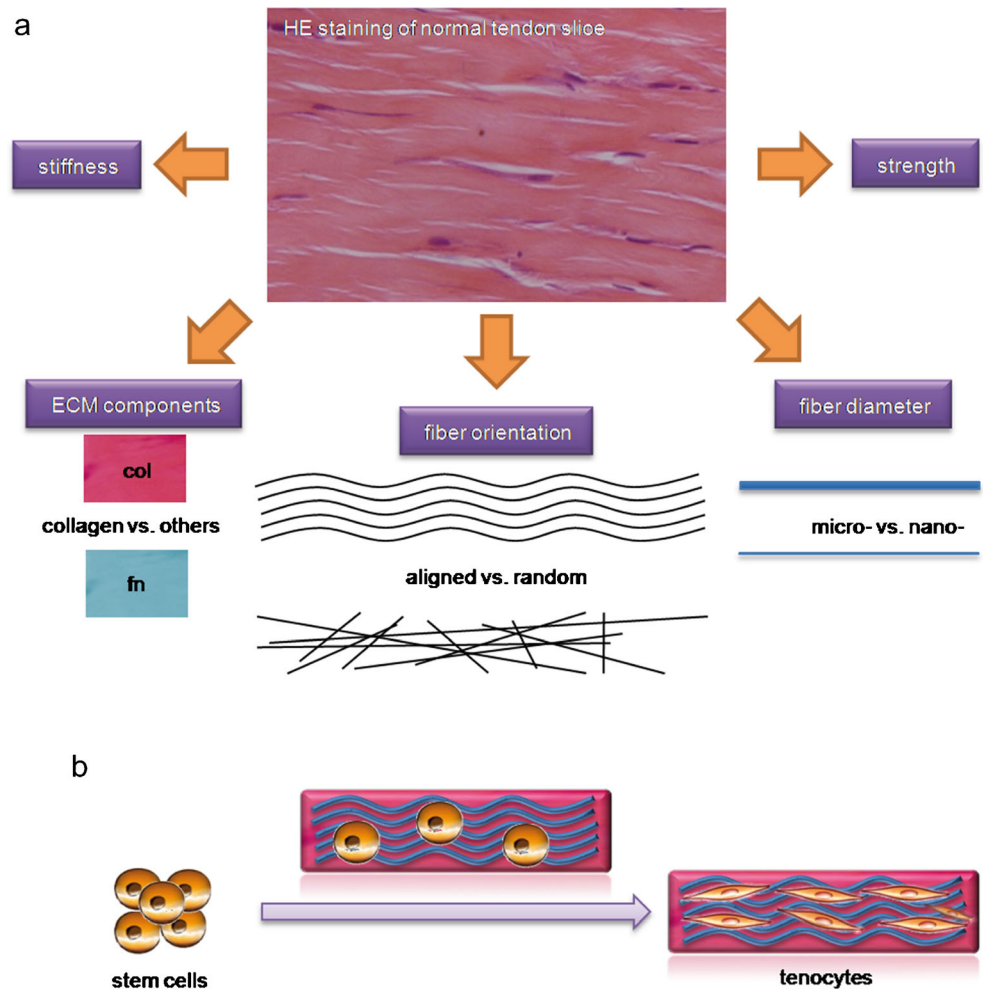 a
HE staining of normal tendon slice
stiffness
strength
ECM components
fiber orientation
fiber diameter
col
collagen vs. others
fn
aligned vs. random
micro- vs. nano-
b
stem cells
tenocytes